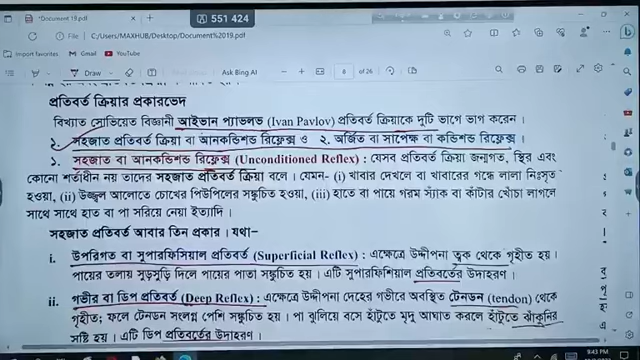 *Document 19.pdf
551 424
File
C:/Users/MAXHUB/Desktop/Document%2019.pdf
Import favorites
Gmail
YouTube
Draw
Ask Bing AI
8 of 26
প্রতিবর্ত ক্রিয়ার প্রকারভেদ
বিখ্যাত সোভিয়েত বিজ্ঞানী আইভান প্যাভলভ (Ivan Pavlov) প্রতিবর্ত ক্রিয়াকে দুটি ভাগে ভাগ করেন।
১. সহজাত প্রতিবর্ত ক্রিয়া বা আনকন্ডিশন্ড রিফ্লেক্স ও ২. অর্জিত বা সাপেক্ষ বা কন্ডিশন্ড রিফ্লেক্স।
১. সহজাত বা আনকন্ডিশন্ড রিফ্লেক্স (Unconditioned Reflex) : যেসব প্রতিবর্ত ক্রিয়া জন্মগত, স্থির এবং
কোনো শর্তাধীন নয় তাদের সহজাত প্রতিবর্ত ক্রিয়া বলে। যেমন- (i) খাবার দেখলে বা খাবারের গন্ধে লালা নিঃসৃত
হওয়া, (ii) উজ্জ্বল আলোতে চোখের পিউপিলের সঙ্কুচিত হওয়া, (iii) হাতে বা পায়ে গরম স্যাঁক বা কাঁটার খোঁচা লাগলে
সাথে সাথে হাত বা পা সরিয়ে নেয়া ইত্যাদি।
সহজাত প্রতিবর্ত আবার তিন প্রকার। যথা-
i. উপরিগত বা সুপারফিসিয়াল প্রতিবর্ত (Superficial Reflex) : এক্ষেত্রে উদ্দীপনা ত্বক থেকে গৃহীত হয়।
পায়ের তলায় সুড়সুড়ি দিলে পায়ের পাতা সঙ্কুচিত হয়। এটি সুপারফিশিয়াল প্রতিবর্তের উদাহরণ।
ii. গভীর বা ডিপ প্রতিবর্ত (Deep Reflex) : এক্ষেত্রে উদ্দীপনা দেহের গভীরে অবস্থিত টেনডন (tendon) থেকে
গৃহীত; ফলে টেনডন সংলগ্ন পেশি সঙ্কুচিত হয়। পা ঝুলিয়ে বসে হাঁটুতে মৃদু আঘাত করলে হাঁটুতে ঝাঁকুনির
সৃষ্টি হয়। এটি ডিপ প্রতিবর্তের উদাহরণ।
9:43 PM